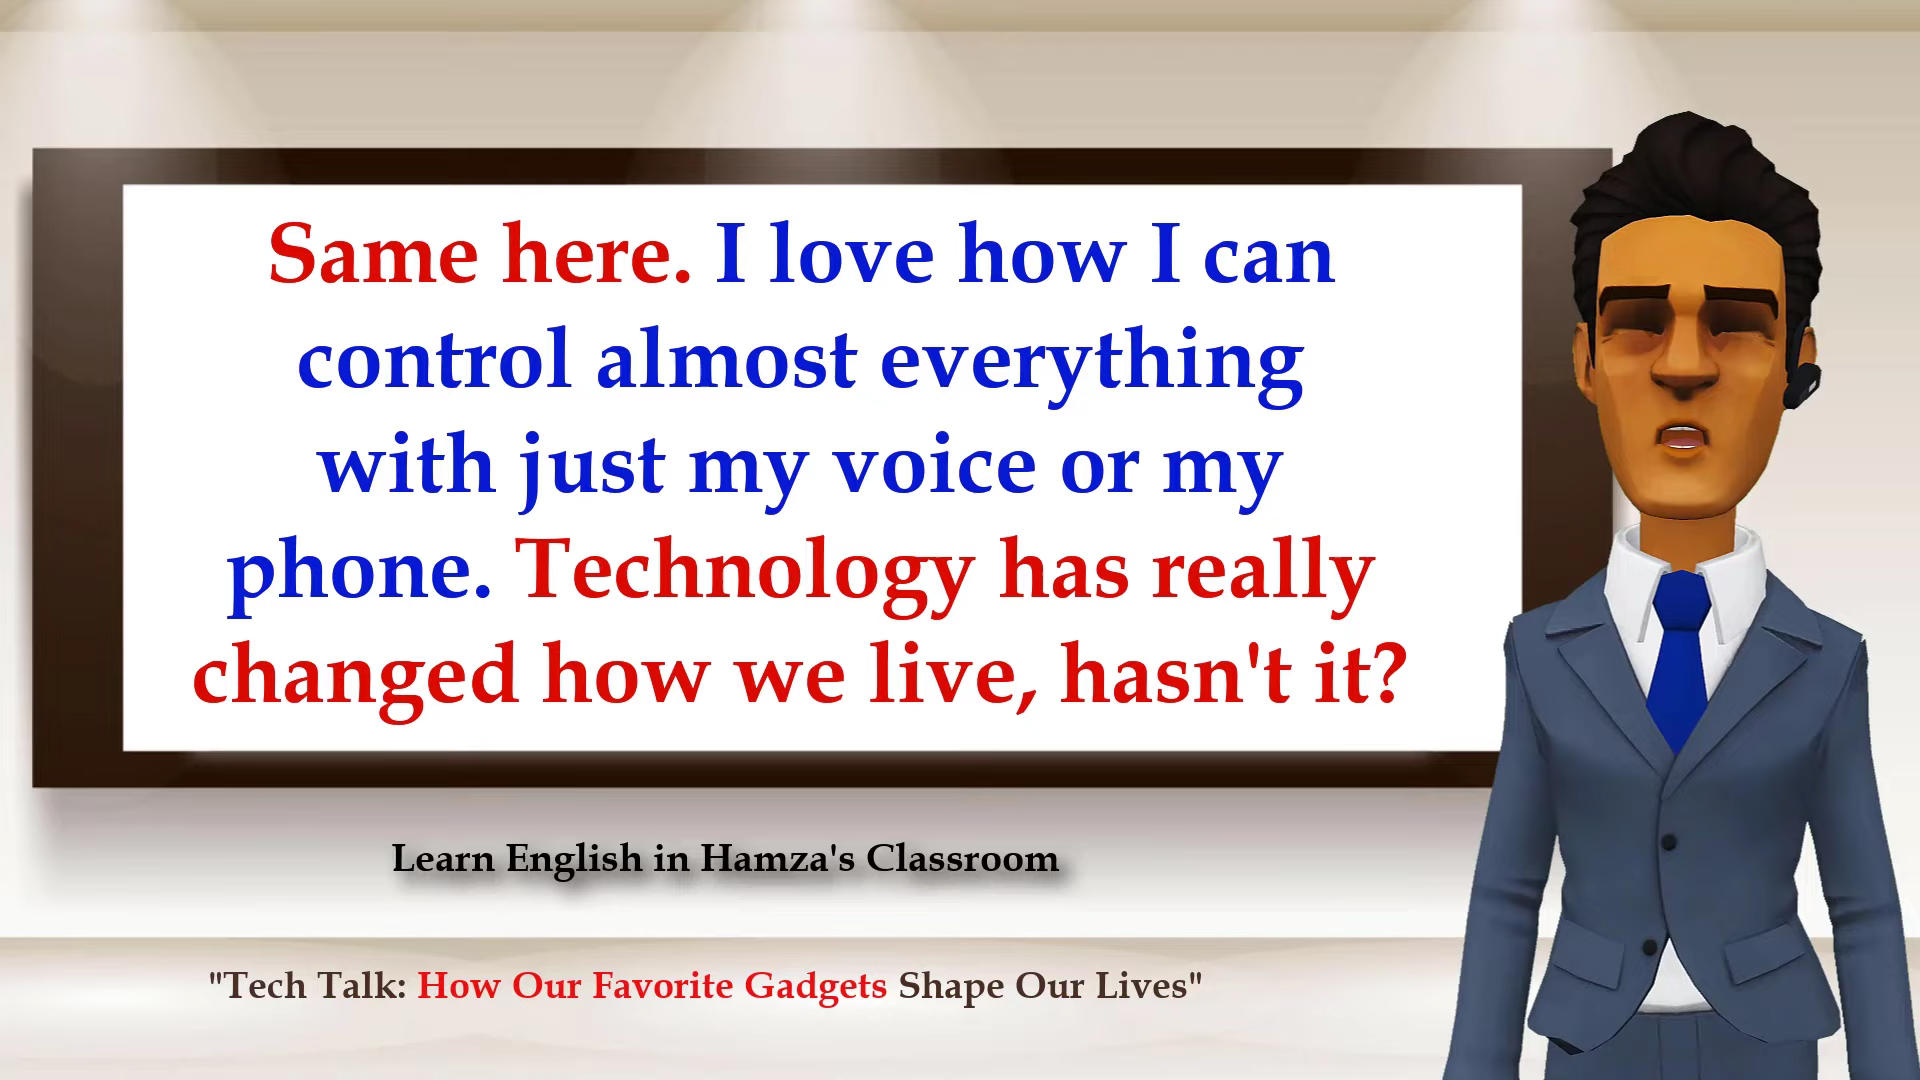 Same here. I love how I can
control almost everything
with just my voice or my
phone. Technology has really
changed how we live, hasn't it?
Learn English in Hamza's Classroom
"Tech Talk: How Our Favorite Gadgets Shape Our Lives"